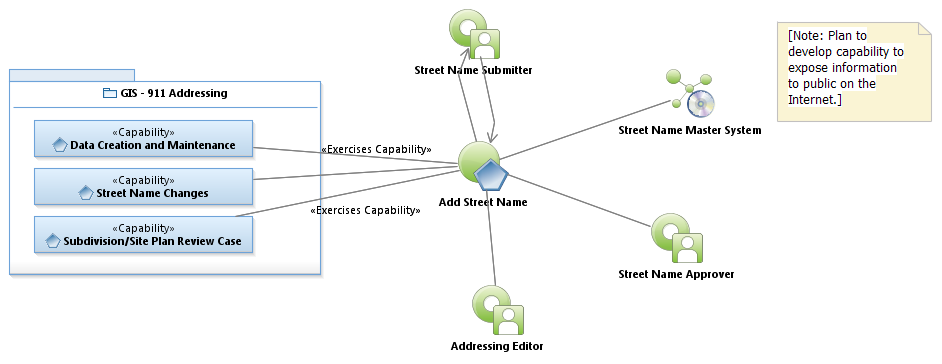 Street Name Submitter
[Note: Plan to
develop capability to
expose information
to public on the
Internet.]
GIS - 911 Addressing
«Capability»
Data Creation and Maintenance
«Capability»
Street Name Changes
«Capability»
Subdivision/Site Plan Review Case
«Exercises Capability»
«Exercises Capability»
Add Street Name
Street Name Master System
Street Name Approver
Addressing Editor